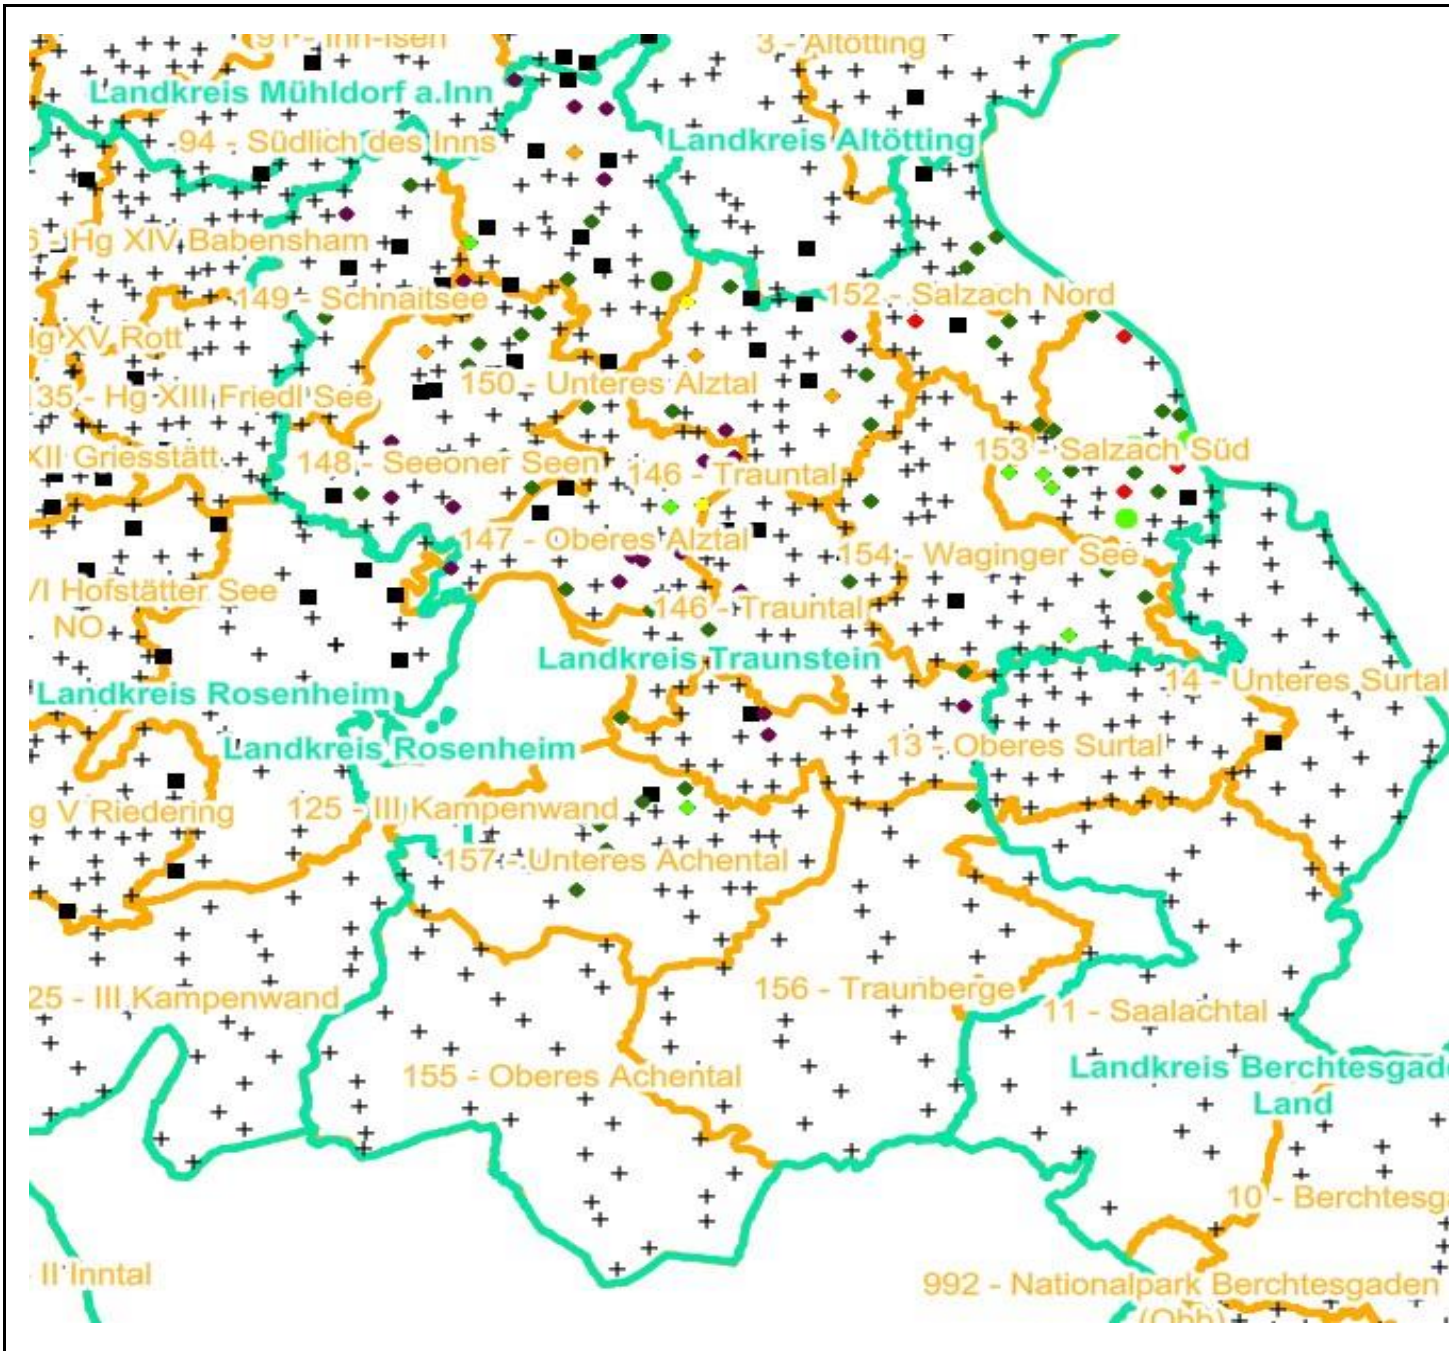 91 - Inn-Isen
3 - Altötting
Landkreis Mühldorf a.Inn
94 - Südlich des Inns
Landkreis Altötting
6 - Hg XIV Babensham
149 - Schnaitsee
152 - Salzach Nord
Hg XV Rott
150 - Unteres Alztal
135 - Hg XIII Friedl See
XII Griesstätt
148 - Seeoner Seen
146 - Trauntal
153 - Salzach Süd
147 - Oberes Alztal
154 - Waginger See
VI Hofstätter See
NO
146 - Trauntal
Landkreis Traunstein
14 - Unteres Surtal
Landkreis Rosenheim
Landkreis Rosenheim
13 - Oberes Surtal
g V Riedering
125 - III Kampenwand
157 - Unteres Achental
25 - III Kampenwand
156 - Traunberge
11 - Saalachtal
155 - Oberes Achental
Landkreis Berchtesgade
Land
10 - Berchtesga
II Inntal
992 - Nationalpark Berchtesgaden
(Obb)